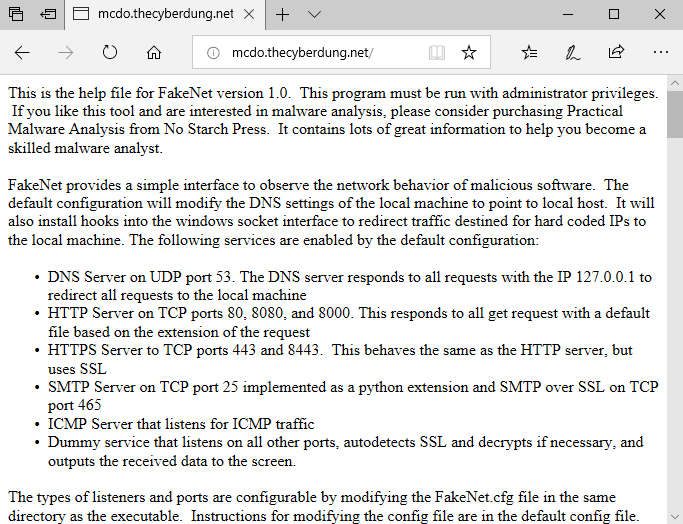 mcdo.thecyberdung.net
mcdo.thecyberdung.net/
This is the help file for FakeNet version 1.0.  This program must be run with administrator privileges.
If you like this tool and are interested in malware analysis, please consider purchasing Practical
Malware Analysis from No Starch Press.  It contains lots of great information to help you become a
skilled malware analyst.
FakeNet provides a simple interface to observe the network behavior of malicious software.  The
default configuration will modify the DNS settings of the local machine to point to local host.  It will
also install hooks into the windows socket interface to redirect traffic destined for hard coded IPs to
the local machine. The following services are enabled by the default configuration:
• DNS Server on UDP port 53. The DNS server responds to all requests with the IP 127.0.0.1 to
redirect all requests to the local machine
• HTTP Server on TCP ports 80, 8080, and 8000. This responds to all get request with a default
file based on the extension of the request
• HTTPS Server to TCP ports 443 and 8443.  This behaves the same as the HTTP server, but
uses SSL
• SMTP Server on TCP port 25 implemented as a python extension and SMTP over SSL on TCP
port 465
• ICMP Server that listens for ICMP traffic
• Dummy service that listens on all other ports, autodetects SSL and decrypts if necessary, and
outputs the received data to the screen.
The types of listeners and ports are configurable by modifying the FakeNet.cfg file in the same
directory as the executable.  Instructions for modifying the config file are in the default config file.